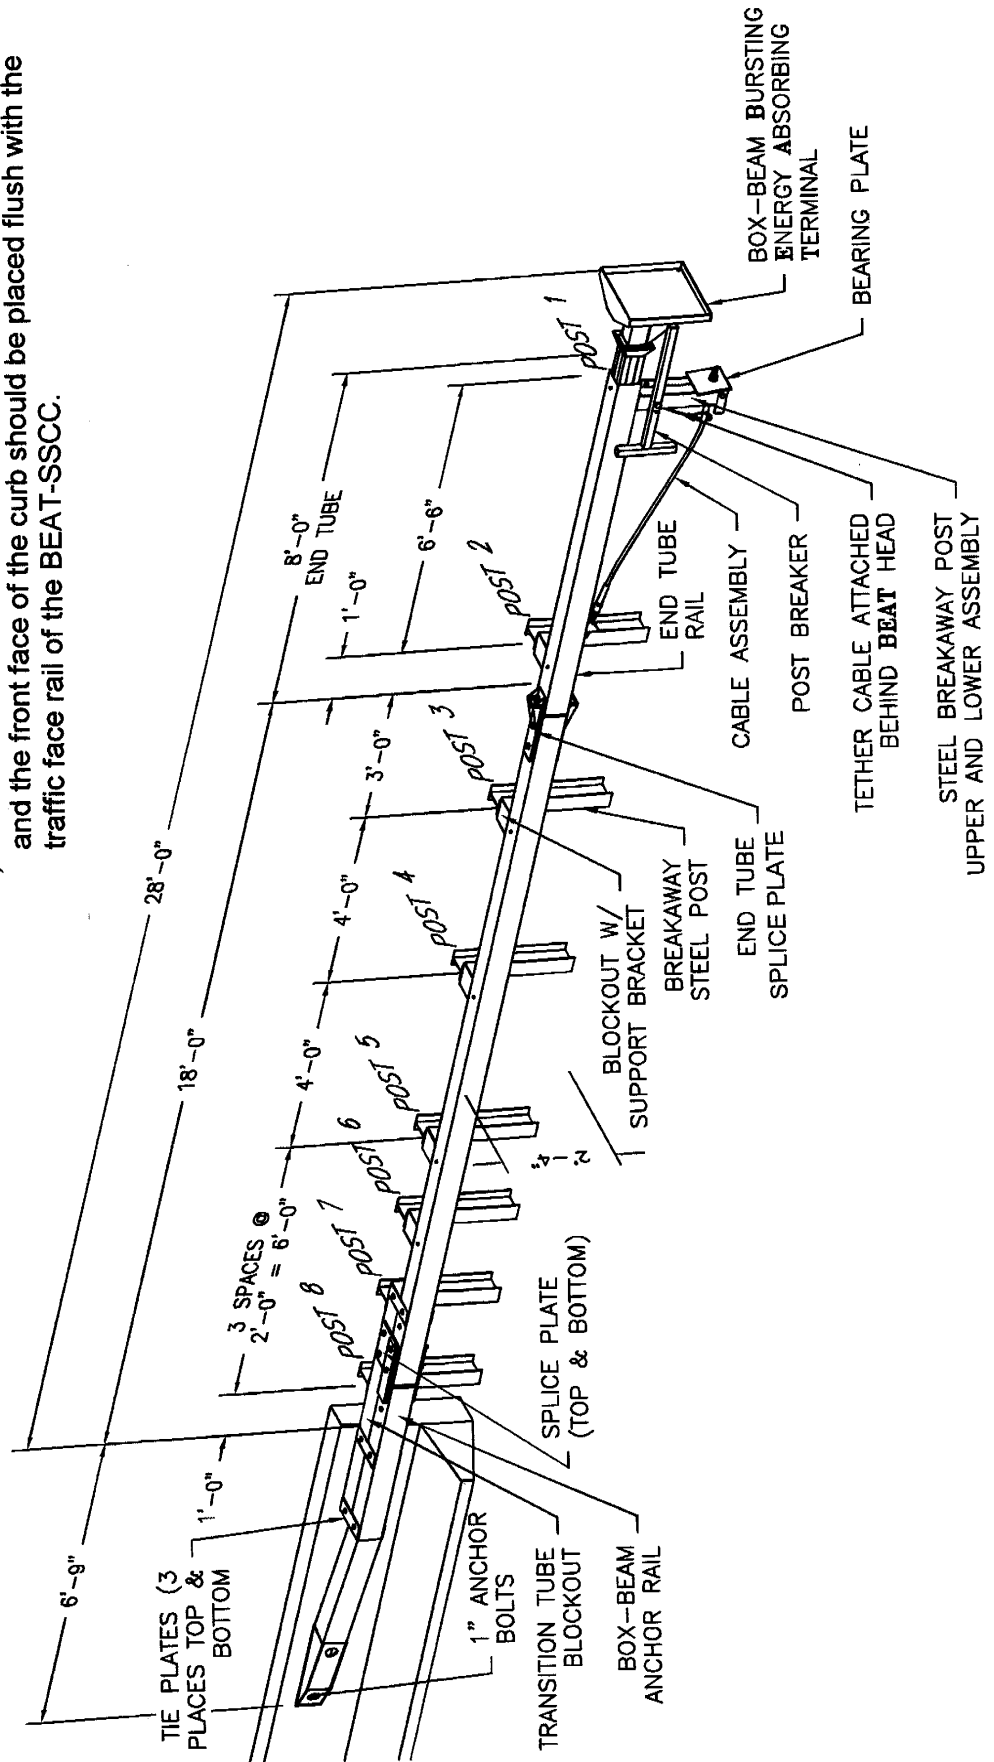 and the front face of the curb should be placed flush with the
traffic face rail of the BEAT-SSCC.
28'-0"
6'-9"
18'-0"
8'-0"
END TUBE
1'-0"
6'-6"
3'-0"
4'-0"
4'-0"
3 SPACES @
2'-0" = 6'-0"
1'-0"
POST 1
POST 2
POST 3
POST 4
POST 5
POST 6
POST 7
POST 8
2'-4"
TIE PLATES (3
PLACES TOP &
BOTTOM
1" ANCHOR
BOLTS
TRANSITION TUBE
BLOCKOUT
BOX-BEAM
ANCHOR RAIL
SPLICE PLATE
(TOP & BOTTOM)
BLOCKOUT W/
SUPPORT BRACKET
BREAKAWAY
STEEL POST
END TUBE
SPLICE PLATE
END TUBE
RAIL
CABLE ASSEMBLY
POST BREAKER
TETHER CABLE ATTACHED
BEHIND BEAT HEAD
STEEL BREAKAWAY POST
UPPER AND LOWER ASSEMBLY
BOX-BEAM BURSTING
ENERGY ABSORBING
TERMINAL
BEARING PLATE